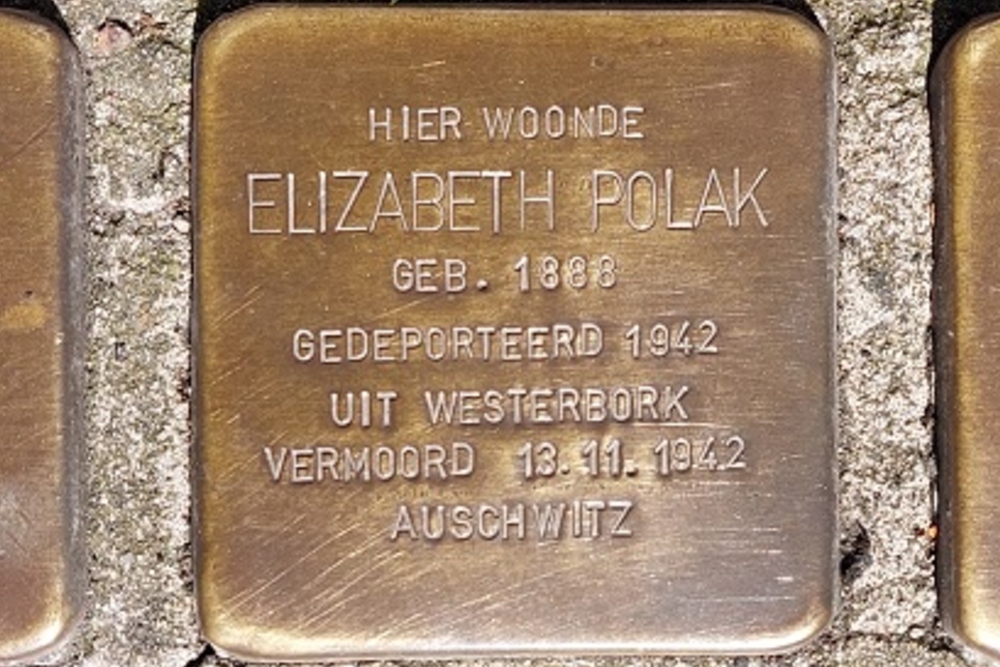 HIER WOONDE
ELIZABETH POLAK
GEB. 1888
GEDEPORTEERD 1942
UIT WESTERBORK
VERMOORD 13.11.1942
AUSCHWITZ